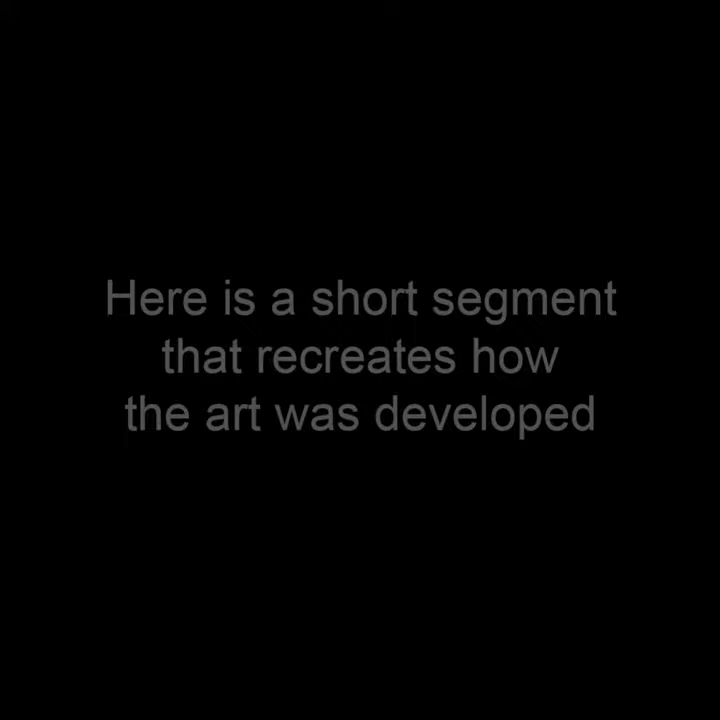 Here is a short segment
that recreates how
the art was developed